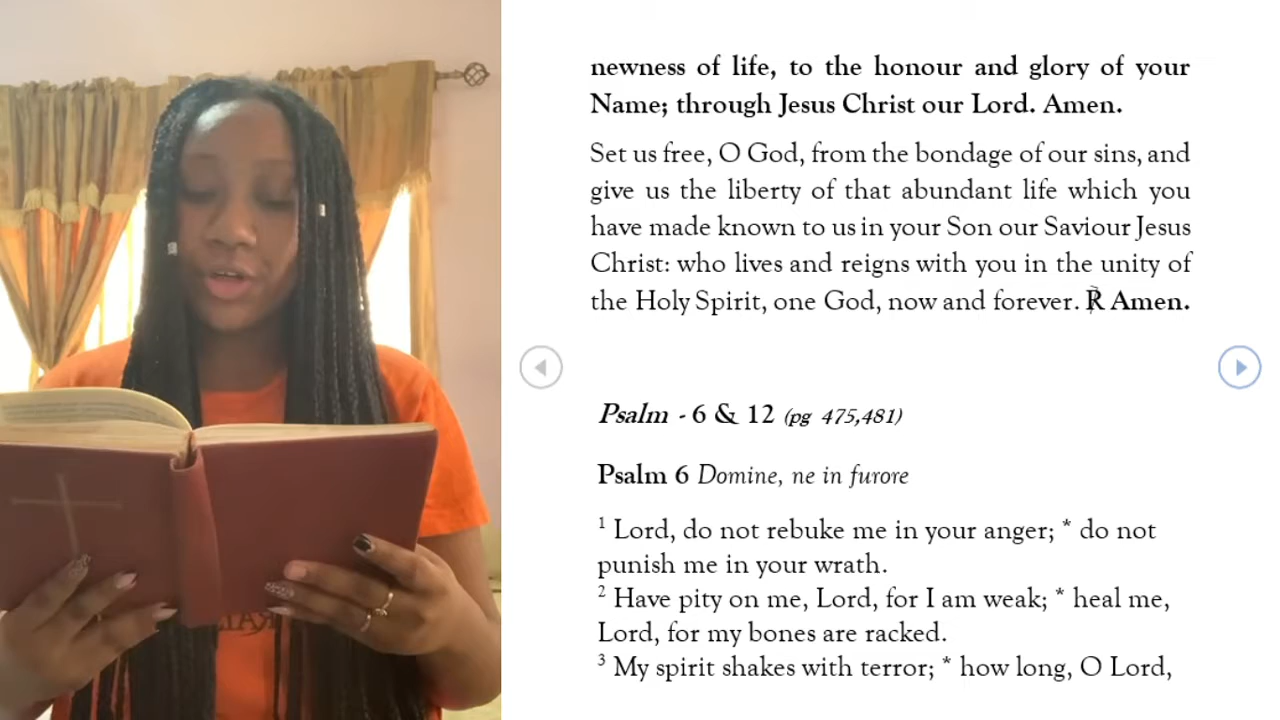 newness of life, to the honour and glory of your
Name; through Jesus Christ our Lord. Amen.
Set us free, O God, from the bondage of our sins, and
give us the liberty of that abundant life which you
have made known to us in your Son our Saviour Jesus
Christ: who lives and reigns with you in the unity of
the Holy Spirit, one God, now and forever. ℟ Amen.
Psalm - 6 & 12 (pg 475,481)
Psalm 6 Domine, ne in furore
1 Lord, do not rebuke me in your anger; * do not
punish me in your wrath.
2 Have pity on me, Lord, for I am weak; * heal me,
Lord, for my bones are racked.
3 My spirit shakes with terror; * how long, O Lord,